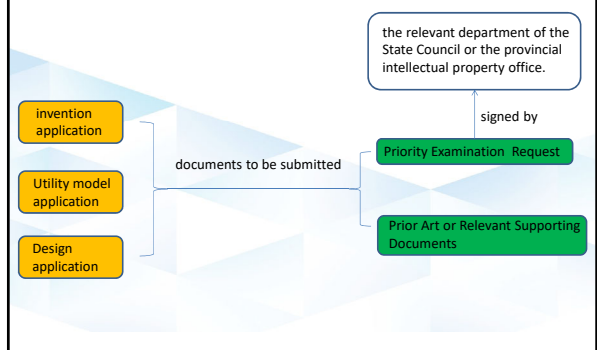 the relevant department of the
State Council or the provincial
intellectual property office.
signed by
invention
application
documents to be submitted
Priority Examination Request
Utility model
application
Prior Art or Relevant Supporting
Documents
Design
application